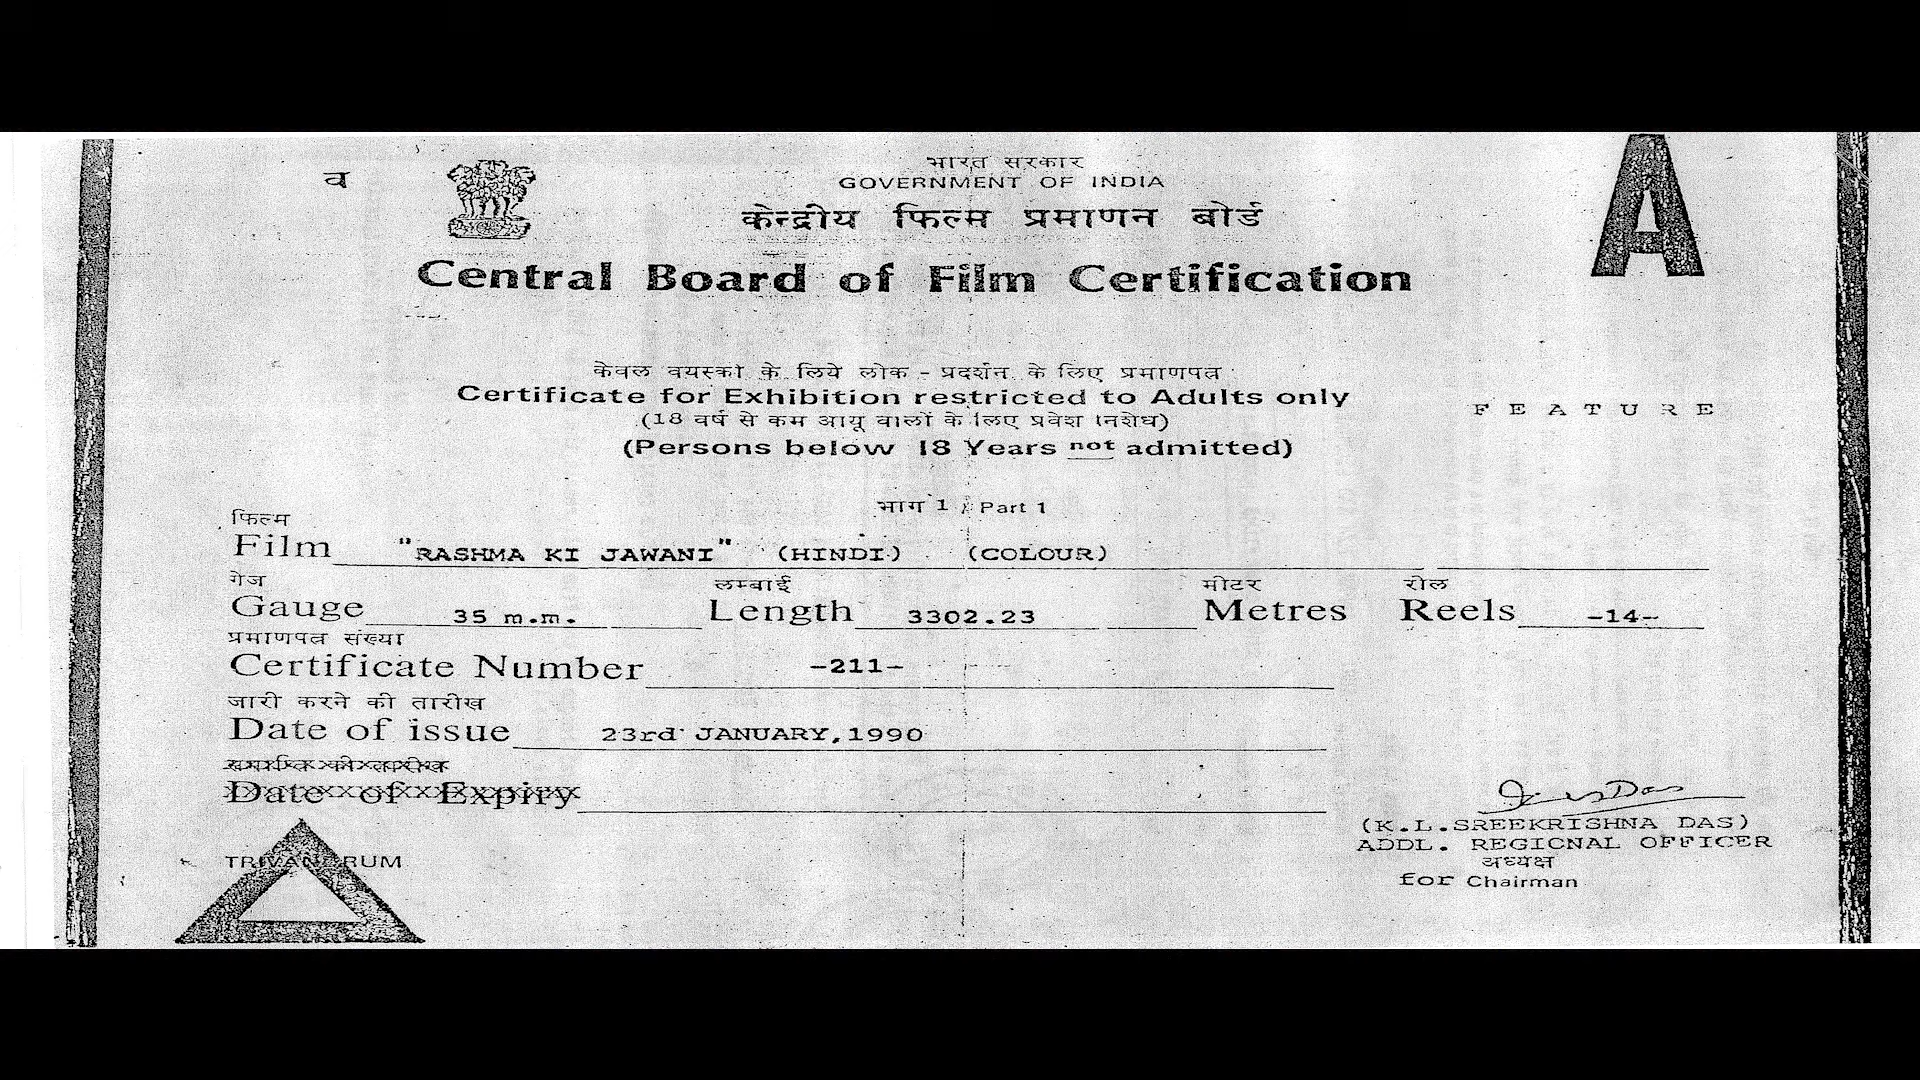 व
भारत सरकार
GOVERNMENT OF INDIA
केन्द्रीय फिल्म प्रमाणन बोर्ड
Central Board of Film Certification
A
केवल वयस्कों के लिये लोक - प्रदर्शन के लिए प्रमाणपत्र
Certificate for Exhibition restricted to Adults only
FEATURE
(18 वर्ष से कम आयु वालों के लिए प्रवेश निशेध)
(Persons below 18 Years not admitted)
भाग 1 / Part 1
फिल्म
Film "RASHMA KI JAWANI" (HINDI) (COLOUR)
गेज लम्बाई मीटर रील
Gauge 35 m.m. Length 3302.23 Metres Reels -14-
प्रमाणपत्र संख्या
Certificate Number -211-
जारी करने की तारीख
Date of issue 23rd JANUARY,1990
समाप्ति की तारीख
Date of Expiry
(K.L.SREEKRISHNA DAS)
ADDL. REGIONAL OFFICER
अध्यक्ष
for Chairman
TRIVANDRUM